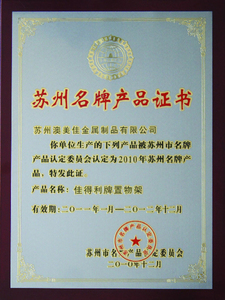 苏州名牌产品证书
苏州澳美佳金属制品有限公司
你单位生产的下列产品被苏州市名牌
产品认定委员会认定为2010年苏州名牌产
品,特发此证。
产品名称:佳得利牌置物架
有效期:二〇一一年一月—二〇一二年十二月
苏州市名牌产品认定委员会
二〇一〇年十二月